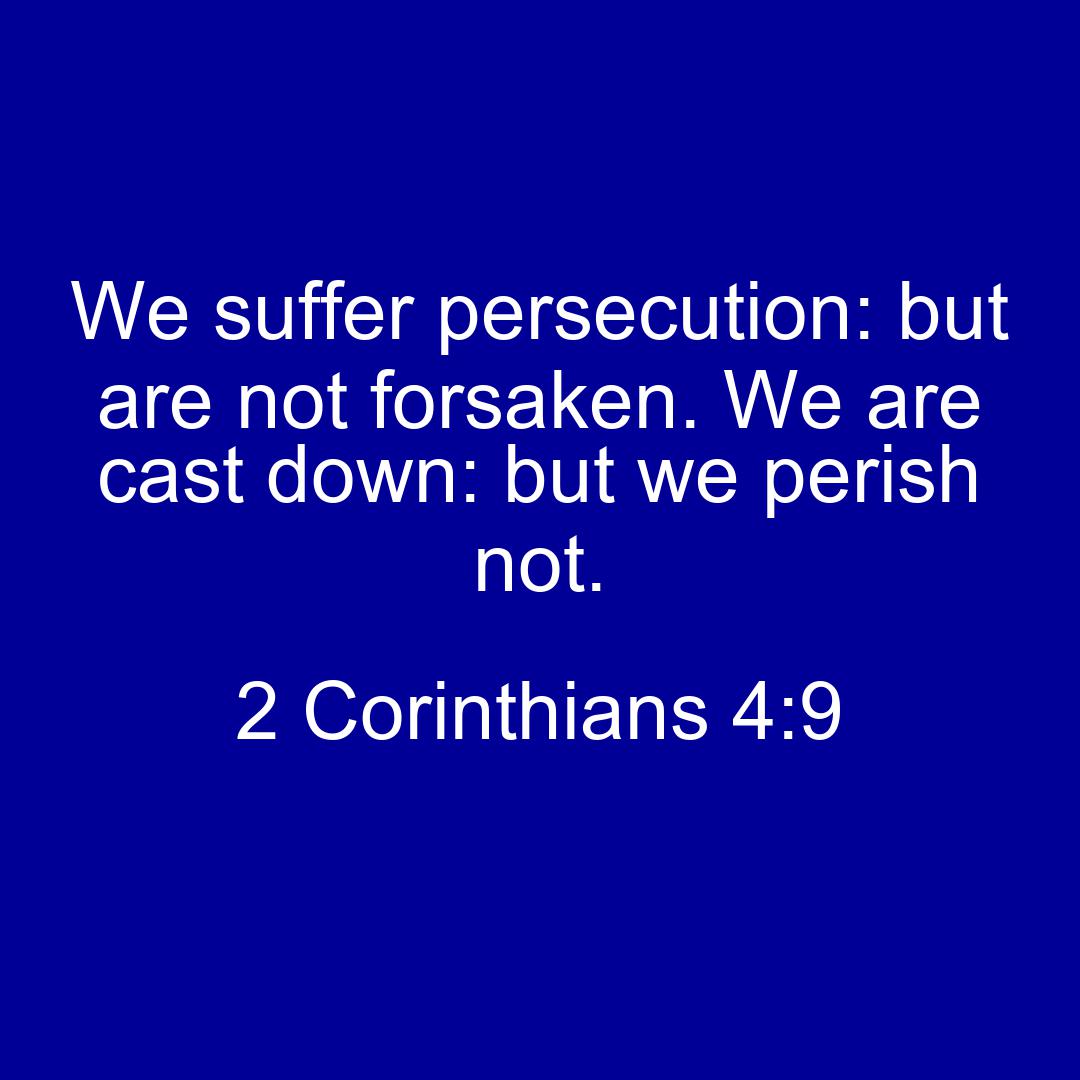 We suffer persecution: but
are not forsaken. We are
cast down: but we perish
not.
2 Corinthians 4:9